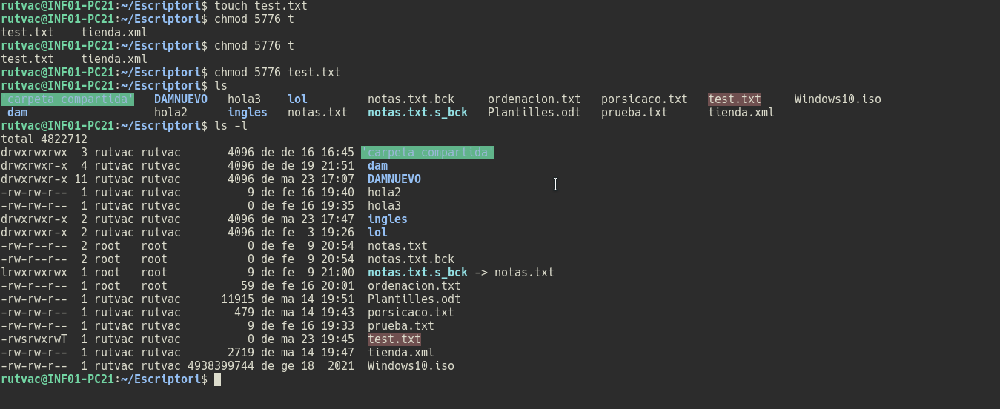 rutvac@INF01-PC21:~/Escriptori$ touch test.txt
rutvac@INF01-PC21:~/Escriptori$ chmod 5776 t
test.txt    tienda.xml
rutvac@INF01-PC21:~/Escriptori$ chmod 5776 t
test.txt    tienda.xml
rutvac@INF01-PC21:~/Escriptori$ chmod 5776 test.txt
rutvac@INF01-PC21:~/Escriptori$ ls
'carpeta compartida'   DAMNUEVO   hola3    lol         notas.txt.bck     ordenacion.txt   porsicaco.txt   test.txt     Windows10.iso
 dam                   hola2      ingles   notas.txt   notas.txt.s_bck   Plantilles.odt   prueba.txt      tienda.xml
rutvac@INF01-PC21:~/Escriptori$ ls -l
total 4822712
drwxrwxrwx  3 rutvac rutvac       4096 de de 16 16:45 'carpeta compartida'
drwxrwxr-x  4 rutvac rutvac       4096 de de 19 21:51  dam
drwxrwxr-x 11 rutvac rutvac       4096 de ma 23 17:07  DAMNUEVO
-rw-rw-r--  1 rutvac rutvac          9 de fe 16 19:40  hola2
-rw-rw-r--  1 rutvac rutvac          0 de fe 16 19:35  hola3
drwxrwxr-x  2 rutvac rutvac       4096 de ma 23 17:47  ingles
drwxrwxr-x  2 rutvac rutvac       4096 de fe  3 19:26  lol
-rw-r--r--  2 root   root            0 de fe  9 20:54  notas.txt
-rw-r--r--  2 root   root            0 de fe  9 20:54  notas.txt.bck
lrwxrwxrwx  1 root   root            9 de fe  9 21:00  notas.txt.s_bck -> notas.txt
-rw-r--r--  1 root   root           59 de fe 16 20:01  ordenacion.txt
-rw-rw-r--  1 rutvac rutvac      11915 de ma 14 19:51  Plantilles.odt
-rw-rw-r--  1 rutvac rutvac        479 de ma 14 19:43  porsicaco.txt
-rw-rw-r--  1 rutvac rutvac          9 de fe 16 19:33  prueba.txt
-rwsrwxrwT  1 rutvac rutvac          0 de ma 23 19:45  test.txt
-rw-rw-r--  1 rutvac rutvac       2719 de ma 14 19:47  tienda.xml
-rw-rw-r--  1 rutvac rutvac 4938399744 de ge 18  2021  Windows10.iso
rutvac@INF01-PC21:~/Escriptori$